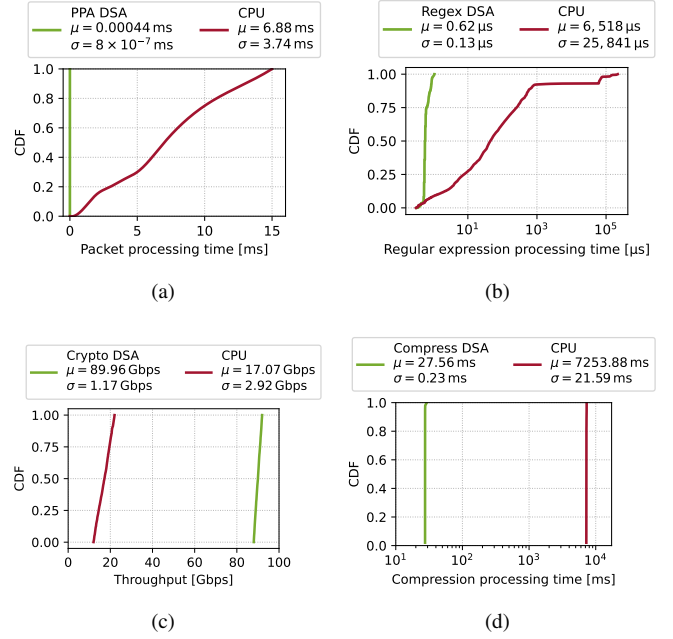 PPA DSA CPU
μ = 0.00044 ms μ = 6.88 ms
σ = 8 × 10⁻⁷ ms σ = 3.74 ms
1.0
0.8
0.6
0.4
0.2
0.0
CDF
0 5 10 15
Packet processing time [ms]
(a)
Regex DSA CPU
μ = 0.62 μs μ = 6, 518 μs
σ = 0.13 μs σ = 25, 841 μs
1.00
0.75
0.50
0.25
0.00
CDF
10¹ 10³ 10⁵
Regular expression processing time [μs]
(b)
Crypto DSA CPU
μ = 89.96 Gbps μ = 17.07 Gbps
σ = 1.17 Gbps σ = 2.92 Gbps
1.00
0.75
0.50
0.25
0.00
CDF
0 20 40 60 80 100
Throughput [Gbps]
(c)
Compress DSA CPU
μ = 27.56 ms μ = 7253.88 ms
σ = 0.23 ms σ = 21.59 ms
1.0
0.8
0.6
0.4
0.2
0.0
CDF
10¹ 10² 10³ 10⁴
Compression processing time [ms]
(d)